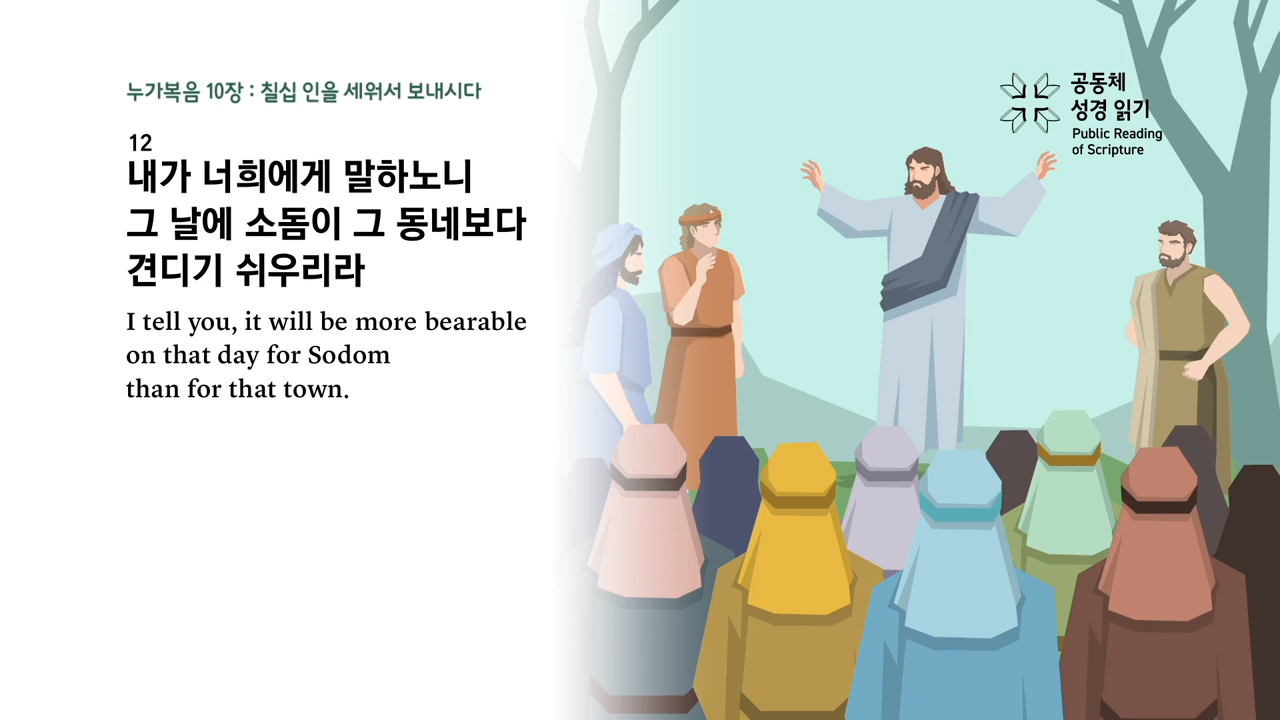 누가복음 10장 : 칠십 인을 세워서 보내시다
12
내가 너희에게 말하노니
그 날에 소돔이 그 동네보다
견디기 쉬우리라
I tell you, it will be more bearable
on that day for Sodom
than for that town.
공동체
성경 읽기
Public Reading
of Scripture